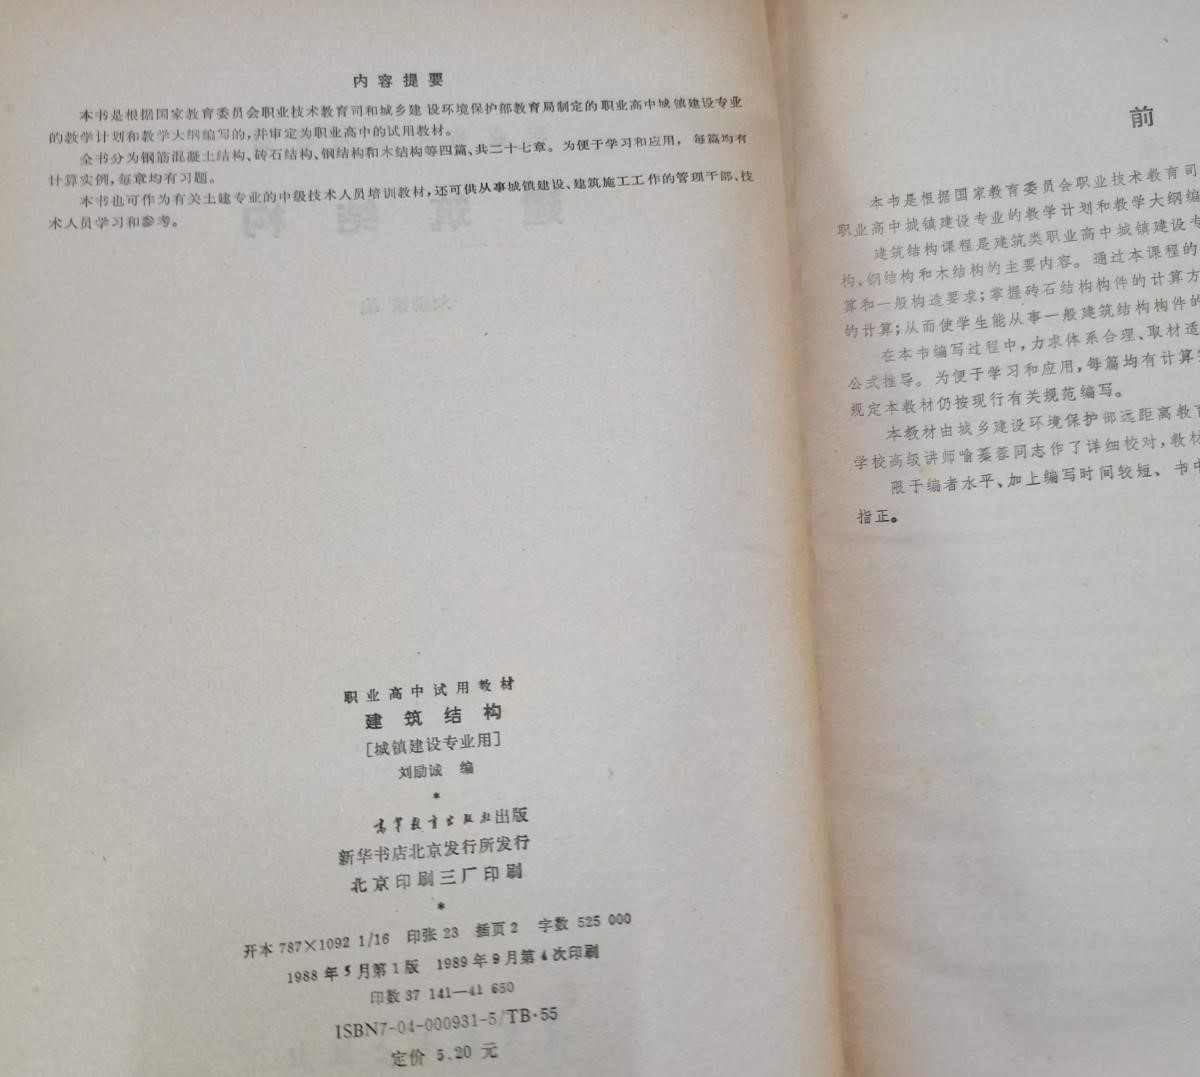 内容提要
本书是根据国家教育委员会职业技术教育司和城乡建设环境保护部教育局制定的职业高中城镇建设专业
的教学计划和教学大纲编写的,并审定为职业高中的试用教材。
全书分为钢筋混凝土结构、砖石结构、钢结构和木结构等四篇、共二十七章。为便于学习和应用，每篇均有
计算实例,每章均有习题。
本书也可作为有关土建专业的中级技术人员培训教材,还可供从事城镇建设、建筑施工工作的管理干部、技
术人员学习和参考。
职业高中试用教材
建筑结构
[城镇建设专业用]
刘励诚 编
*
高等教育出版社出版
新华书店北京发行所发行
北京印刷三厂印刷
*
开本 787×1092 1/16 印张 23 插页 2 字数 525 000
1988 年 5 月第 1 版 1989 年 9 月第 4 次印刷
印数 37 141—41 650
ISBN7-04-000931-5/TB·55
定价 5.20 元
前
本书是根据国家教育委员会职业技术教育司
职业高中城镇建设专业的教学计划和教学大纲编
建筑结构课程是建筑类职业高中城镇建设专
构、钢结构和木结构的主要内容。通过本课程的
算和一般构造要求;掌握砖石结构构件的计算方
的计算;从而使学生能从事一般建筑结构构件的
在本书编写过程中,力求体系合理、取材适
公式推导。为便于学习和应用,每篇均有计算实
规定本教材仍按现行有关规范编写。
本教材由城乡建设环境保护部远距离教育
学校高级讲师喻蓁蓉同志作了详细校对,教材
限于编者水平、加上编写时间较短、书中
指正。